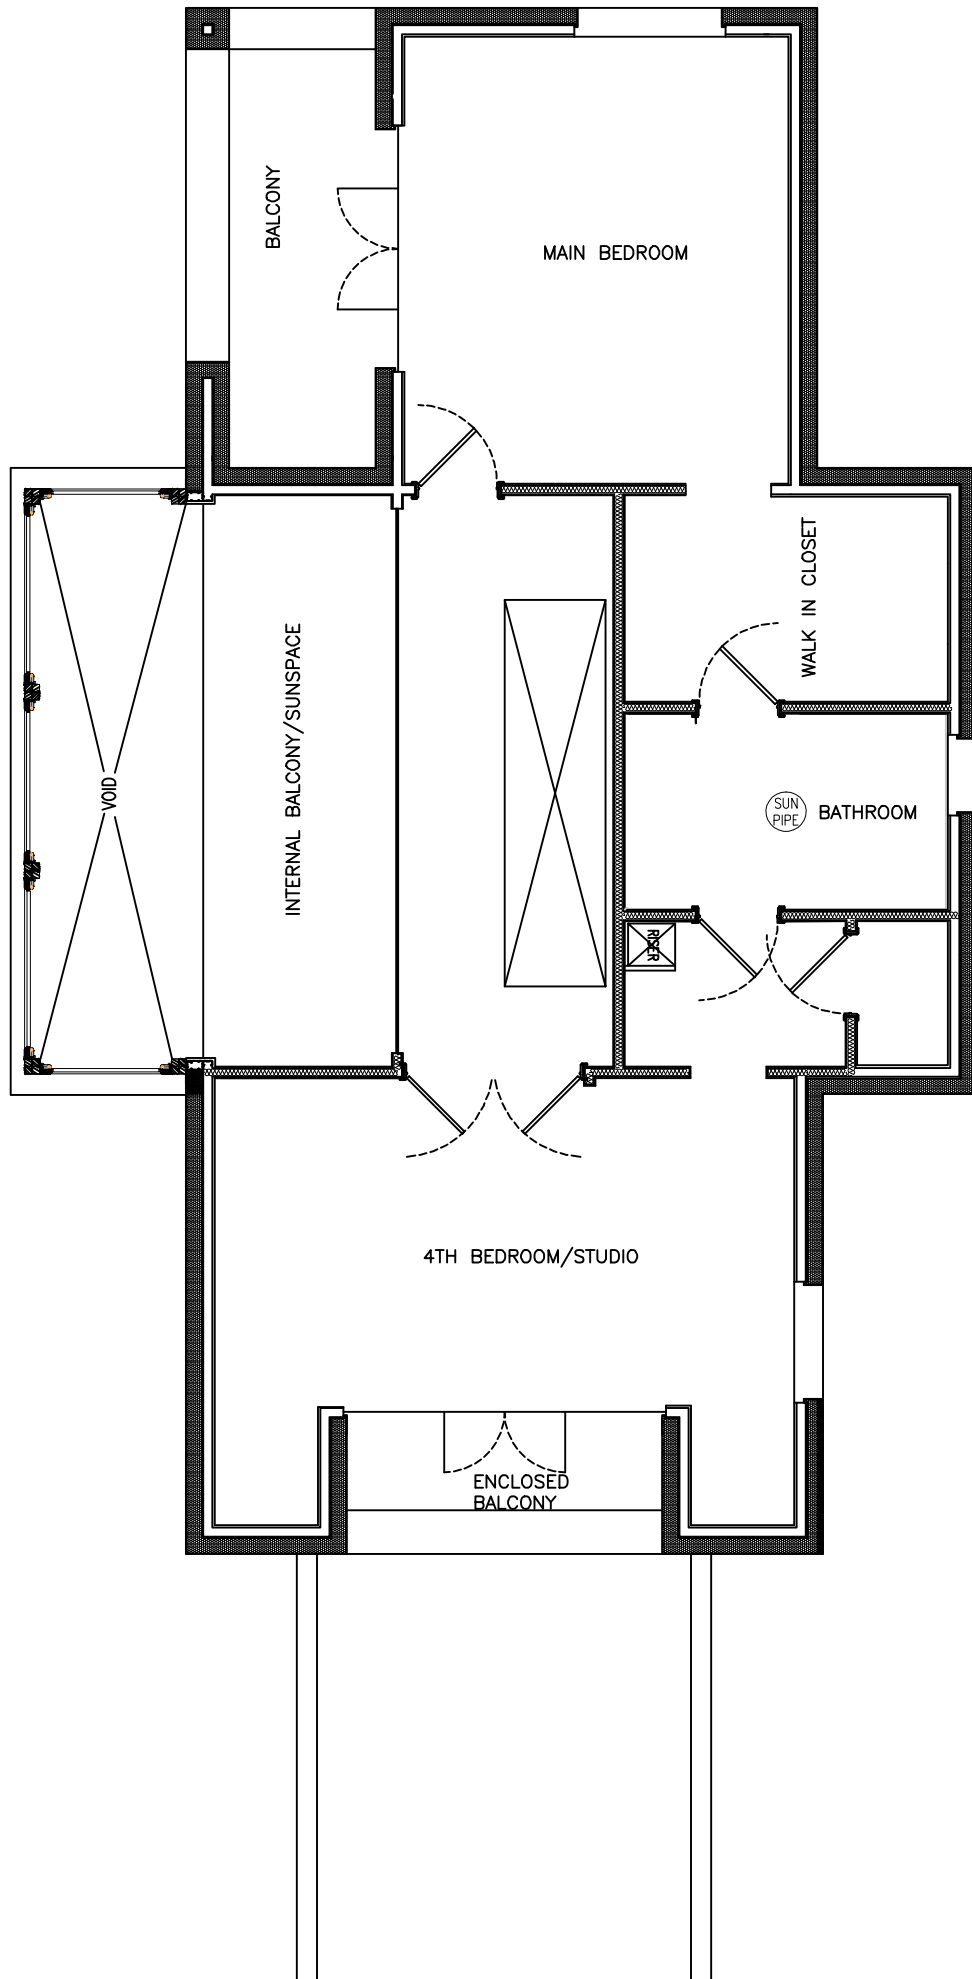 BALCONY
MAIN BEDROOM
WALK IN CLOSET
INTERNAL BALCONY/SUNSPACE
VOID
SUN
PIPE
BATHROOM
RISER
4TH BEDROOM/STUDIO
ENCLOSED
BALCONY